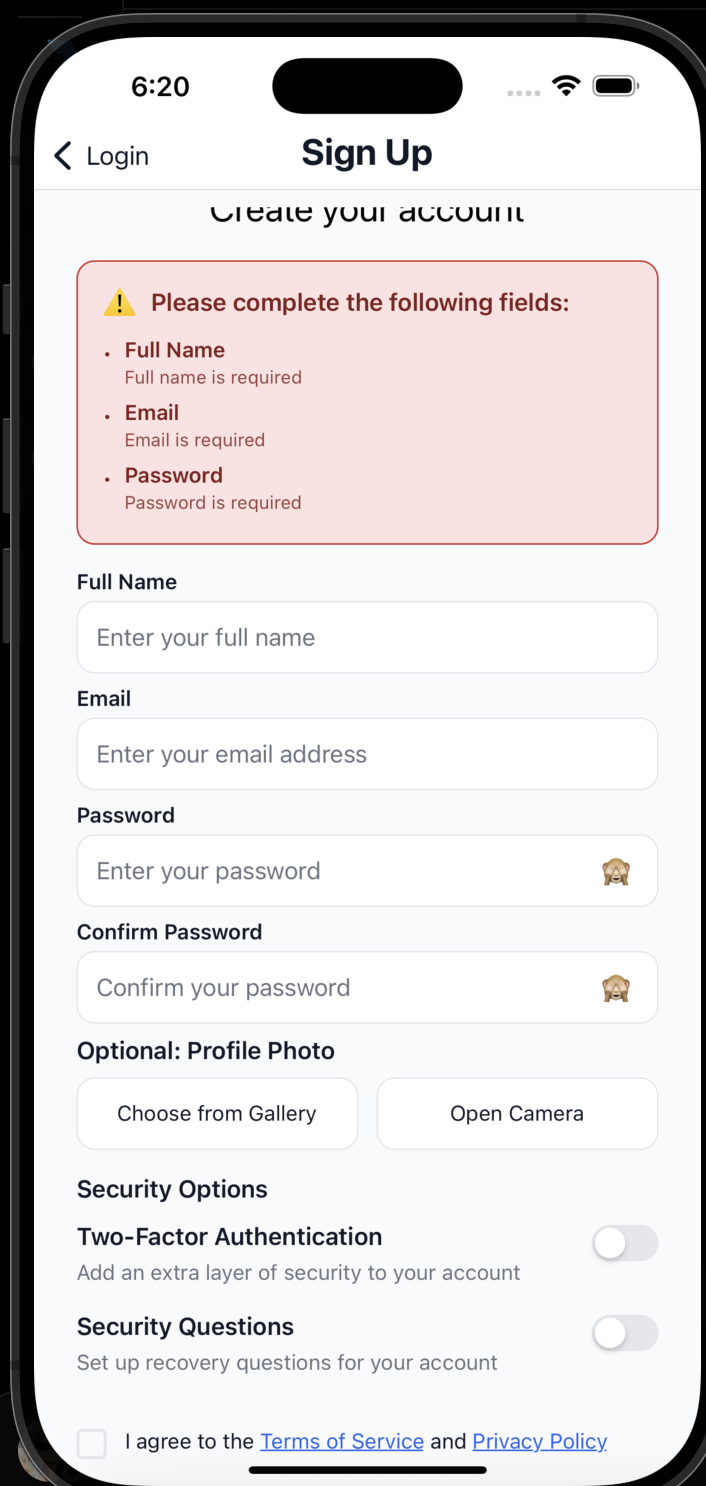 6:20
Login
Sign Up
Create your account
⚠️ Please complete the following fields:
• Full Name
Full name is required
• Email
Email is required
• Password
Password is required
Full Name
Enter your full name
Email
Enter your email address
Password
Enter your password
Confirm Password
Confirm your password
Optional: Profile Photo
Choose from Gallery
Open Camera
Security Options
Two-Factor Authentication
Add an extra layer of security to your account
Security Questions
Set up recovery questions for your account
I agree to the Terms of Service and Privacy Policy